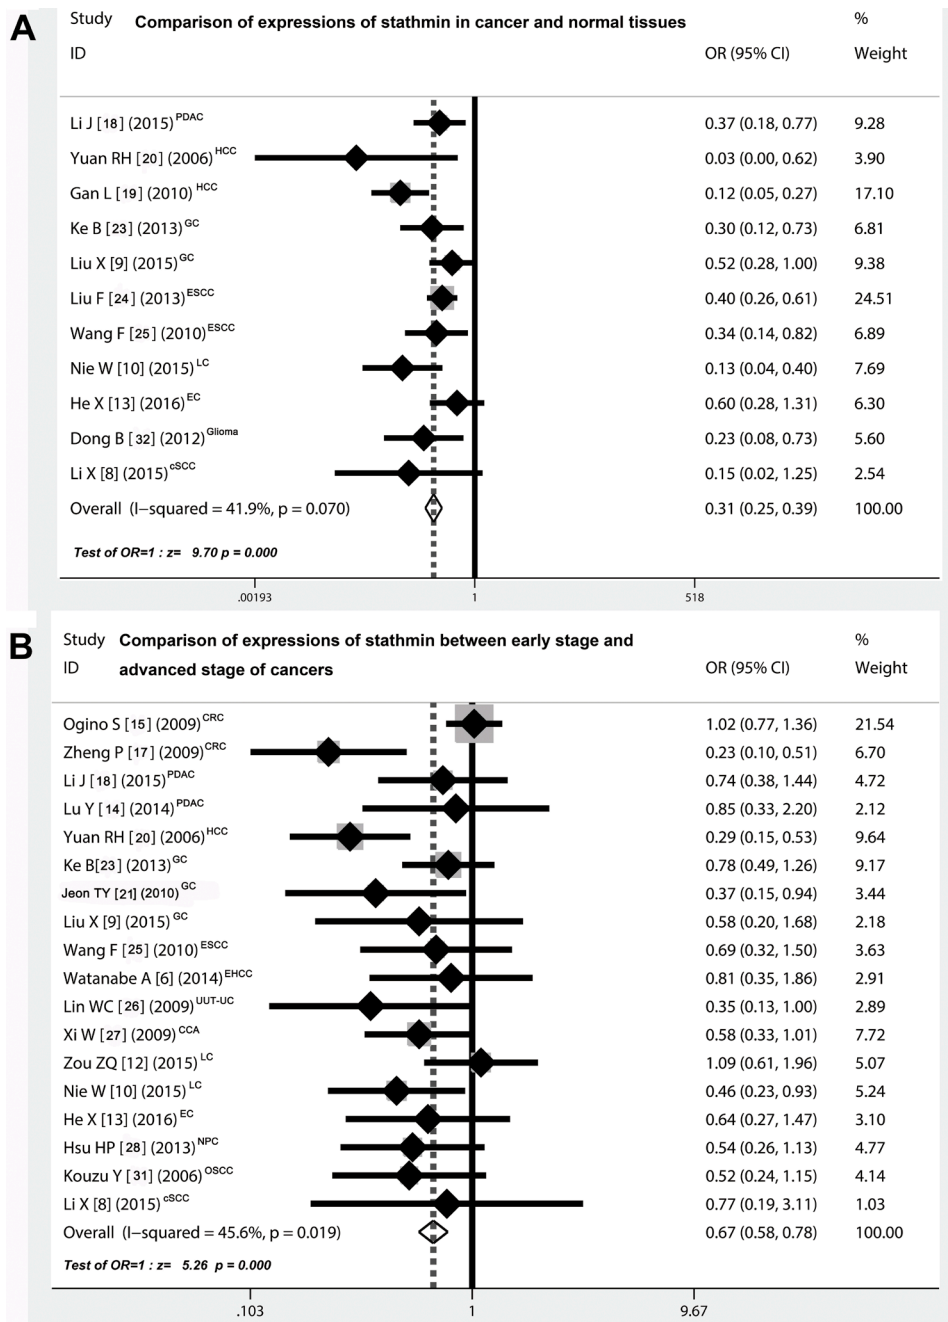 A
Study Comparison of expressions of stathmin in cancer and normal tissues %
ID OR (95% CI) Weight
Li J [18] (2015) PDAC 0.37 (0.18, 0.77) 9.28
Yuan RH [20] (2006) HCC 0.03 (0.00, 0.62) 3.90
Gan L [19] (2010) HCC 0.12 (0.05, 0.27) 17.10
Ke B [23] (2013) GC 0.30 (0.12, 0.73) 6.81
Liu X [9] (2015) GC 0.52 (0.28, 1.00) 9.38
Liu F [24] (2013) ESCC 0.40 (0.26, 0.61) 24.51
Wang F [25] (2010) ESCC 0.34 (0.14, 0.82) 6.89
Nie W [10] (2015) LC 0.13 (0.04, 0.40) 7.69
He X [13] (2016) EC 0.60 (0.28, 1.31) 6.30
Dong B [32] (2012) Glioma 0.23 (0.08, 0.73) 5.60
Li X [8] (2015) cSCC 0.15 (0.02, 1.25) 2.54
Overall (I−squared = 41.9%, p = 0.070) 0.31 (0.25, 0.39) 100.00
Test of OR=1 : z= 9.70 p = 0.000
.00193 1 518
B
Study Comparison of expressions of stathmin between early stage and %
ID advanced stage of cancers OR (95% CI) Weight
Ogino S [15] (2009) CRC 1.02 (0.77, 1.36) 21.54
Zheng P [17] (2009) CRC 0.23 (0.10, 0.51) 6.70
Li J [18] (2015) PDAC 0.74 (0.38, 1.44) 4.72
Lu Y [14] (2014) PDAC 0.85 (0.33, 2.20) 2.12
Yuan RH [20] (2006) HCC 0.29 (0.15, 0.53) 9.64
Ke B[23] (2013) GC 0.78 (0.49, 1.26) 9.17
Jeon TY [21] (2010) GC 0.37 (0.15, 0.94) 3.44
Liu X [9] (2015) GC 0.58 (0.20, 1.68) 2.18
Wang F [25] (2010) ESCC 0.69 (0.32, 1.50) 3.63
Watanabe A [6] (2014) EHCC 0.81 (0.35, 1.86) 2.91
Lin WC [26] (2009) UUT-UC 0.35 (0.13, 1.00) 2.89
Xi W [27] (2009) CCA 0.58 (0.33, 1.01) 7.72
Zou ZQ [12] (2015) LC 1.09 (0.61, 1.96) 5.07
Nie W [10] (2015) LC 0.46 (0.23, 0.93) 5.24
He X [13] (2016) EC 0.64 (0.27, 1.47) 3.10
Hsu HP [28] (2013) NPC 0.54 (0.26, 1.13) 4.77
Kouzu Y [31] (2006) OSCC 0.52 (0.24, 1.15) 4.14
Li X [8] (2015) cSCC 0.77 (0.19, 3.11) 1.03
Overall (I−squared = 45.6%, p = 0.019) 0.67 (0.58, 0.78) 100.00
Test of OR=1 : z= 5.26 p = 0.000
.103 1 9.67